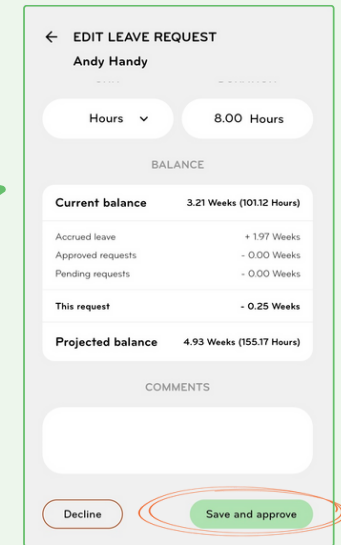 ← EDIT LEAVE REQUEST
Andy Handy
Hours 8.00 Hours
BALANCE
Current balance 3.21 Weeks (101.12 Hours)
Accrued leave + 1.97 Weeks
Approved requests - 0.00 Weeks
Pending requests - 0.00 Weeks
This request - 0.25 Weeks
Projected balance 4.93 Weeks (155.17 Hours)
COMMENTS
Decline Save and approve